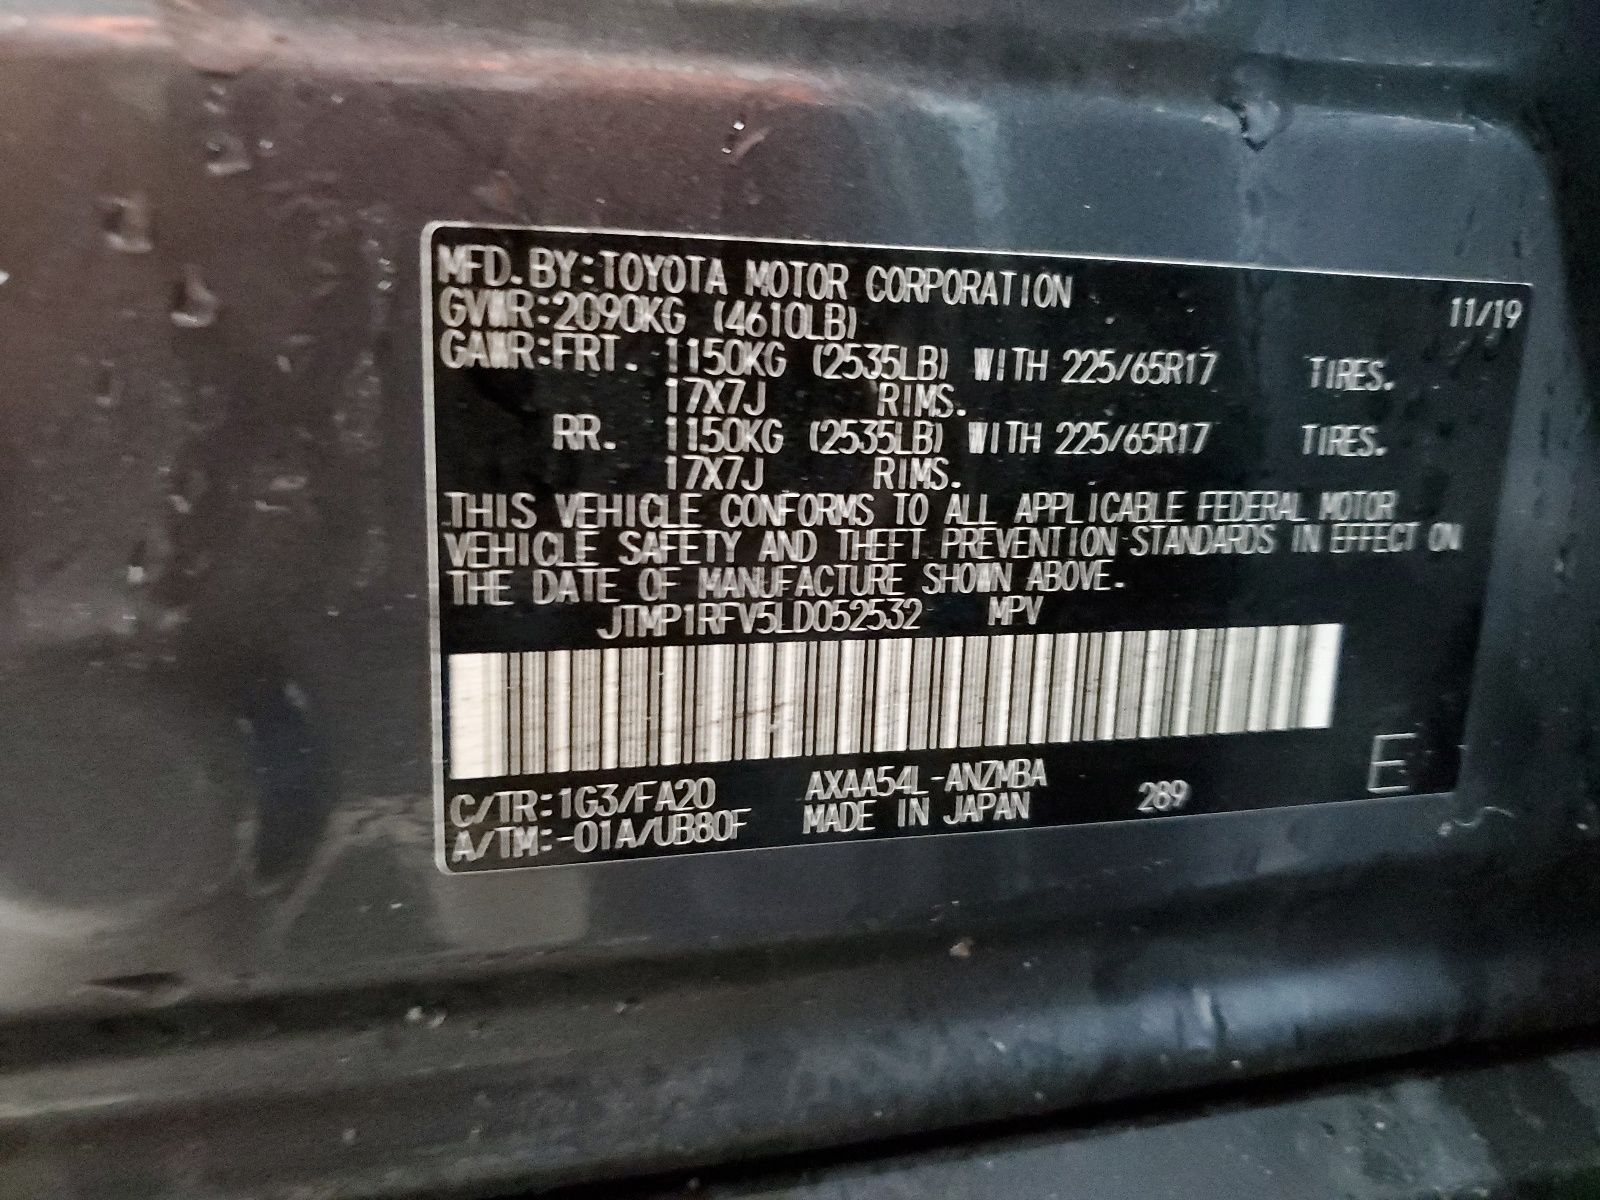 MFD. BY: TOYOTA MOTOR CORPORATION 11/19
GVWR: 2090KG (4610LB)
GAWR: FRT. 1150KG (2535LB) WITH 225/65R17 TIRES.
17X7J RIMS.
RR. 1150KG (2535LB) WITH 225/65R17 TIRES.
17X7J RIMS.
THIS VEHICLE CONFORMS TO ALL APPLICABLE FEDERAL MOTOR
VEHICLE SAFETY AND THEFT PREVENTION STANDARDS IN EFFECT ON
THE DATE OF MANUFACTURE SHOWN ABOVE.
JTMP1RFV5LD052532 MPV
C/TR: 1G3/FA20 AXAA54L-ANZMBA 289 E
A/TM: -01A/UB80F MADE IN JAPAN